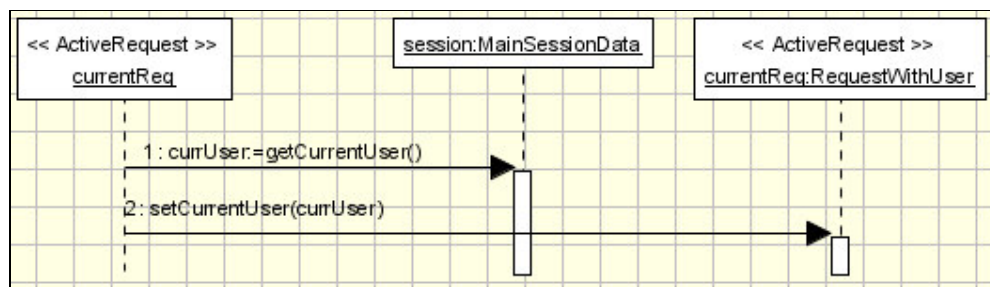 << ActiveRequest >>
currentReq
session:MainSessionData
<< ActiveRequest >>
currentReq:RequestWithUser
1: currUser:=getCurrentUser()
2: setCurrentUser(currUser)